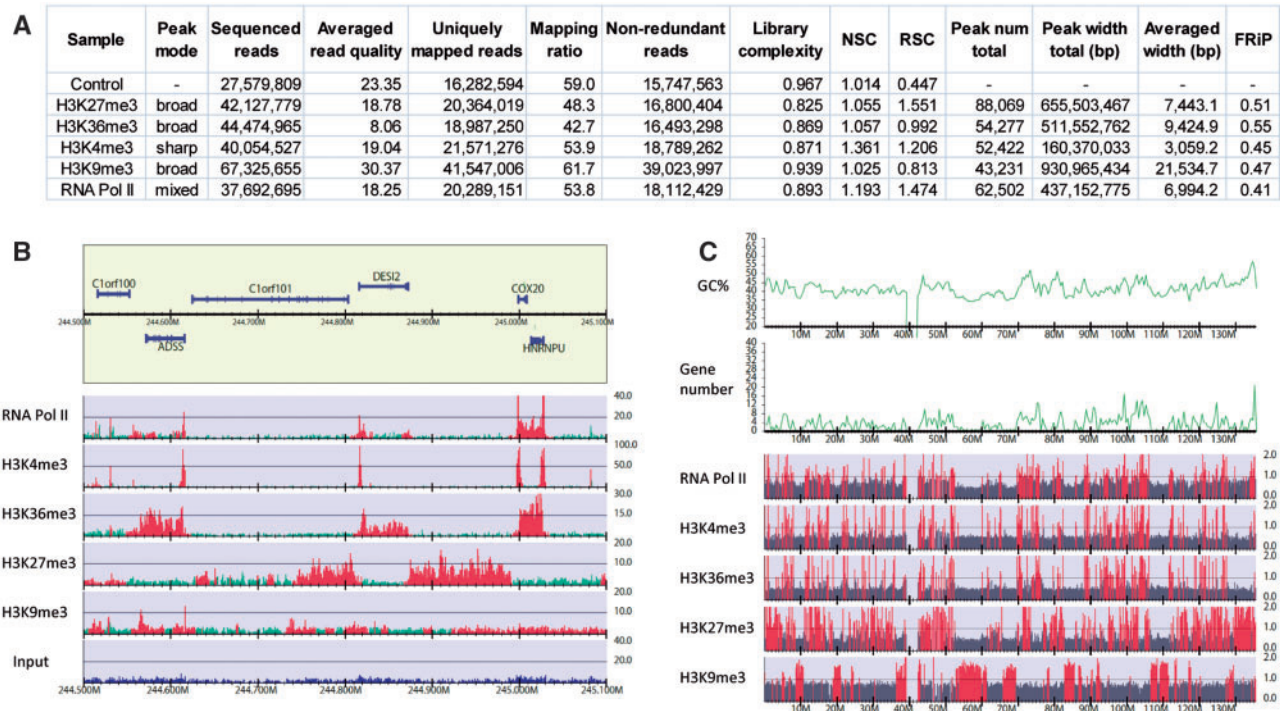 A
Sample Peak mode Sequenced reads Averaged read quality Uniquely mapped reads Mapping ratio Non-redundant reads Library complexity NSC RSC Peak num total Peak width total (bp) Averaged width (bp) FRiP
Control - 27,579,809 23.35 16,282,594 59.0 15,747,563 0.967 1.014 0.447 - - - -
H3K27me3 broad 42,127,779 18.78 20,364,019 48.3 16,800,404 0.825 1.055 1.551 88,069 655,503,467 7,443.1 0.51
H3K36me3 broad 44,474,965 8.06 18,987,250 42.7 16,493,298 0.869 1.057 0.992 54,277 511,552,762 9,424.9 0.55
H3K4me3 sharp 40,054,527 19.04 21,571,276 53.9 18,789,262 0.871 1.361 1.206 52,422 160,370,033 3,059.2 0.45
H3K9me3 broad 67,325,655 30.37 41,547,006 61.7 39,023,997 0.939 1.025 0.813 43,231 930,965,434 21,534.7 0.47
RNA Pol II mixed 37,692,695 18.25 20,289,151 53.8 18,112,429 0.893 1.193 1.474 62,502 437,152,775 6,994.2 0.41
B
C1orf100 C1orf101 DESI2 COX20
244.500M 244.600M 244.700M 244.800M 244.900M 245.000M 245.100M
ADSS HNRNPU
RNA Pol II 40.0 20.0
H3K4me3 100.0 50.0
H3K36me3 30.0 15.0
H3K27me3 20.0 10.0
H3K9me3 20.0 10.0
Input 40.0 20.0
244.500M 244.600M 244.700M 244.800M 244.900M 245.000M 245.100M
C
GC% 70 65 60 55 50 45 40 35 30 25 20
10M 20M 30M 40M 50M 60M 70M 80M 90M 100M 110M 120M 130M
Gene number 40 36 32 28 24 20 16 12 8 4 0
10M 20M 30M 40M 50M 60M 70M 80M 90M 100M 110M 120M 130M
RNA Pol II 2.0 1.0 0.0
H3K4me3 2.0 1.0 0.0
H3K36me3 2.0 1.0 0.0
H3K27me3 2.0 1.0 0.0
H3K9me3 2.0 1.0 0.0
10M 20M 30M 40M 50M 60M 70M 80M 90M 100M 110M 120M 130M